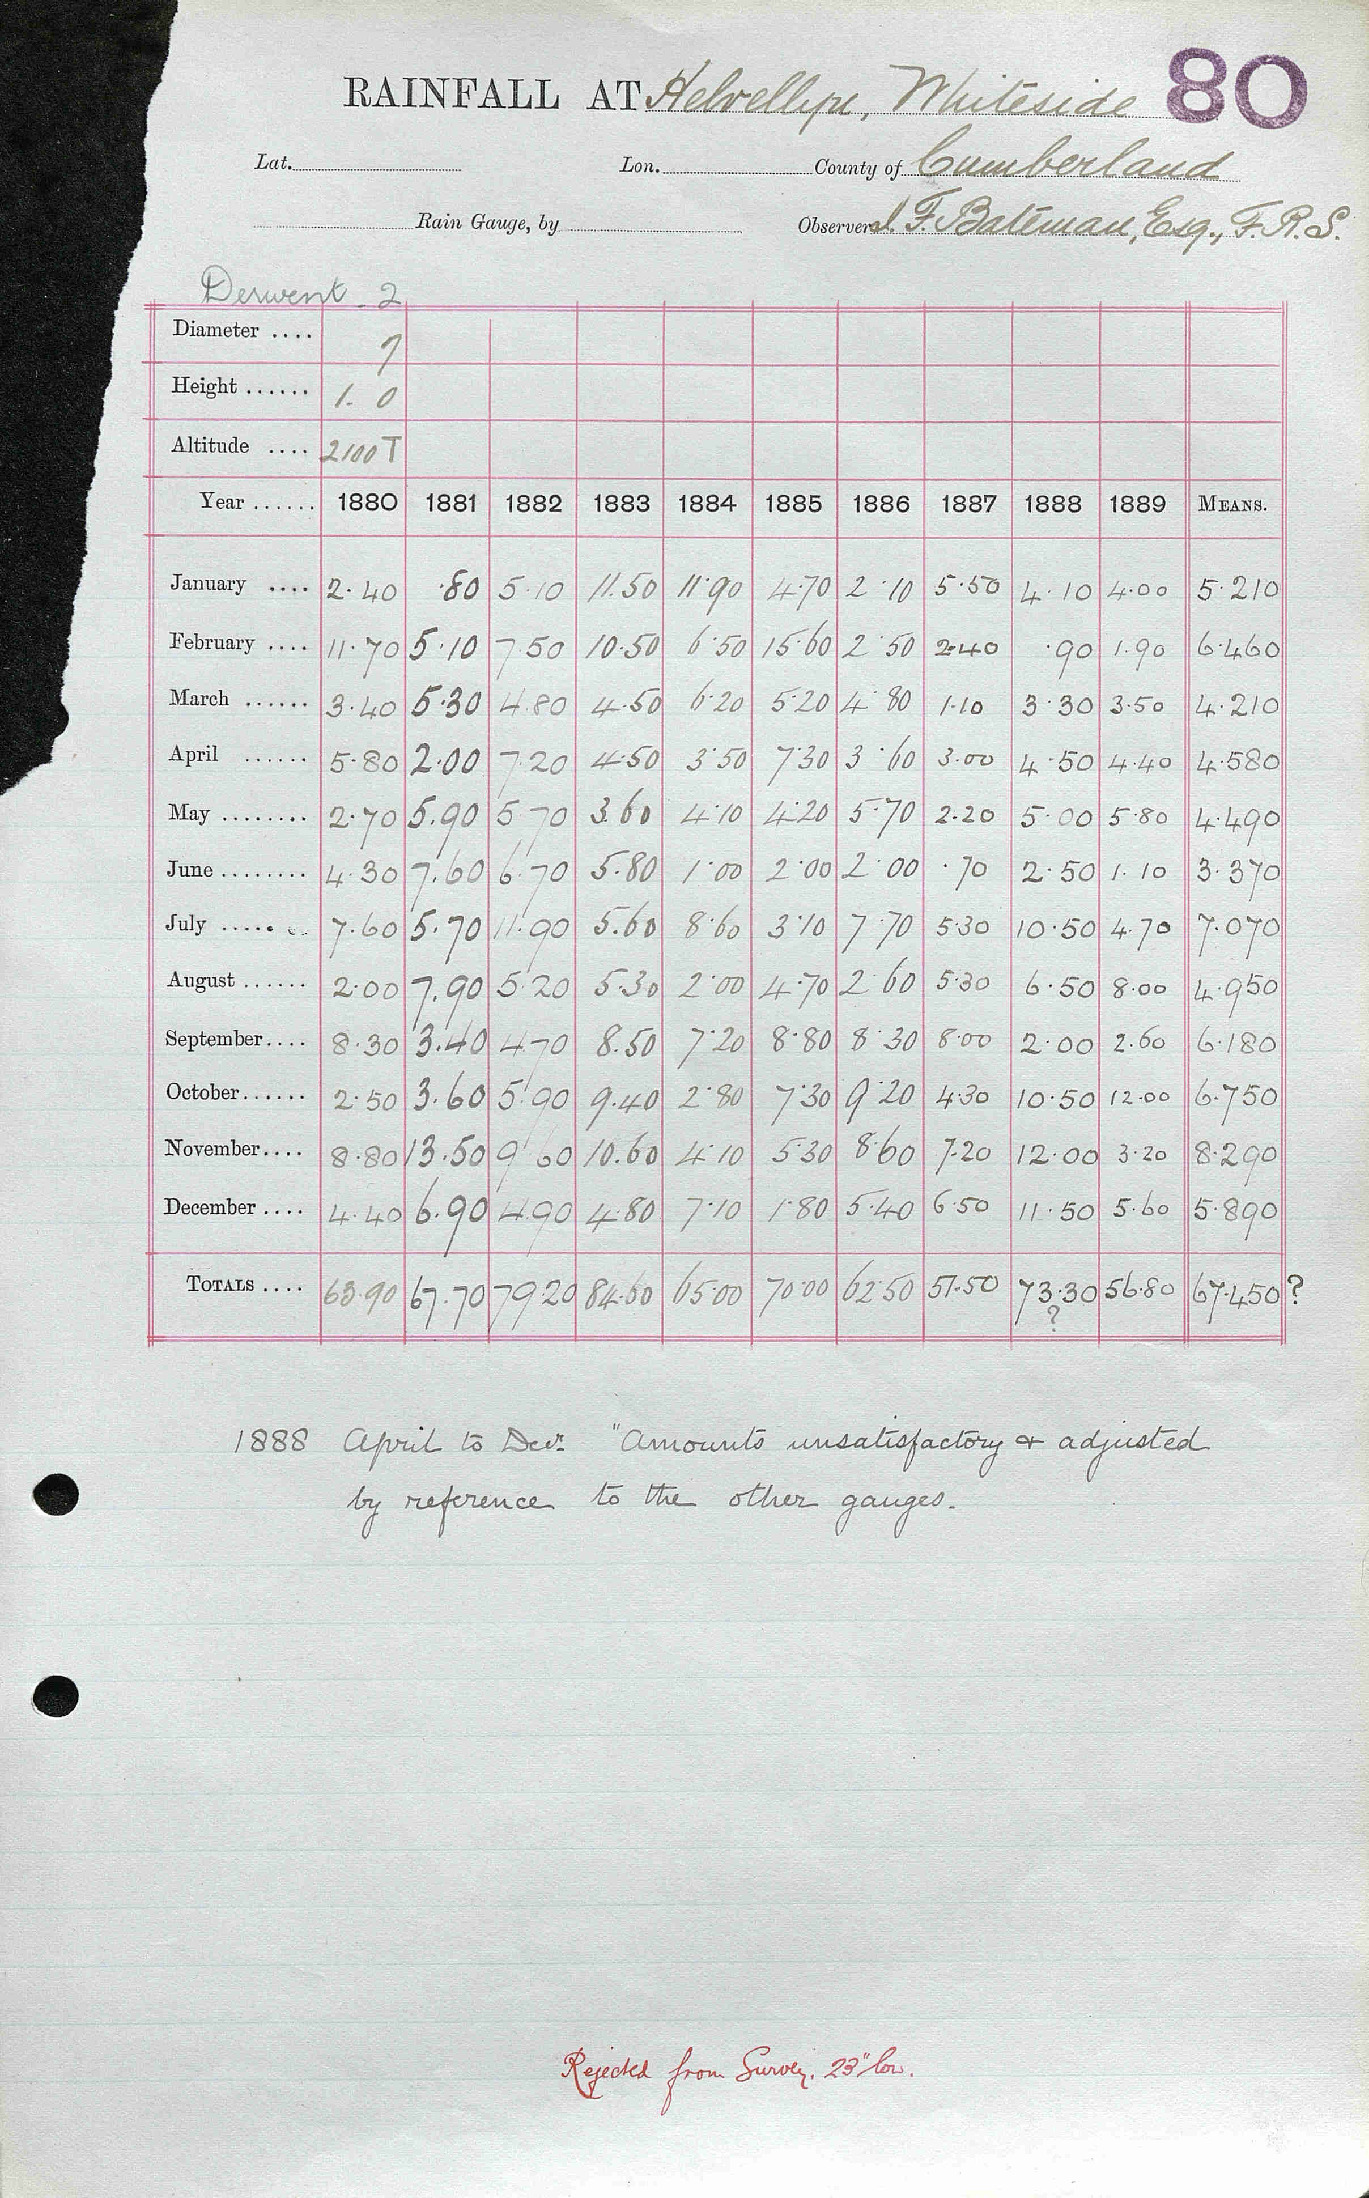 RAINFALL AT Helvellyn, Whiteside 80
Lat. Lon. County of Cumberland
Rain Gauge, by Observer J. F. Bateman, Esq., F.R.S.
Derwent 2
Diameter .... 7
Height ...... 1. 0
Altitude .... 2100 T
Year ...... 1880 1881 1882 1883 1884 1885 1886 1887 1888 1889 MEANS.
January .... 2.40 .80 5.10 11.50 11.90 4.70 2.10 5.50 4.10 4.00 5.210
February .... 11.70 5.10 7.50 10.50 6.50 15.60 2.50 2.40 .90 1.90 6.460
March ...... 3.40 5.30 4.80 4.50 6.20 5.20 4.80 1.10 3.30 3.50 4.210
April ...... 5.80 2.00 7.20 4.50 3.50 7.30 3.60 3.00 4.50 4.40 4.580
May ........ 2.70 5.90 5.70 3.60 4.10 4.20 5.70 2.20 5.00 5.80 4.490
June ........ 4.30 7.60 6.70 5.80 1.00 2.00 2.00 .70 2.50 1.10 3.370
July ...... 7.60 5.70 11.90 5.60 8.60 3.10 7.70 5.30 10.50 4.70 7.070
August ...... 2.00 7.90 5.20 5.30 2.00 4.70 2.60 5.30 6.50 8.00 4.950
September.... 8.30 3.40 4.70 8.50 7.20 8.80 8.30 8.00 2.00 2.60 6.180
October...... 2.50 3.60 5.90 9.40 2.80 7.30 9.20 4.30 10.50 12.00 6.750
November.... 8.80 13.50 9.60 10.60 4.10 5.30 8.60 7.20 12.00 3.20 8.290
December .... 4.40 6.90 4.90 4.80 7.10 1.80 5.40 6.50 11.50 5.60 5.890
TOTALS .... 63.90 67.70 79.20 84.60 65.00 70.00 62.50 51.50 73.30 56.80 67.450 ?
?
1888 April to Decr. "Amounts unsatisfactory & adjusted
by reference to the other gauges.
Rejected from Survey. 23" low.